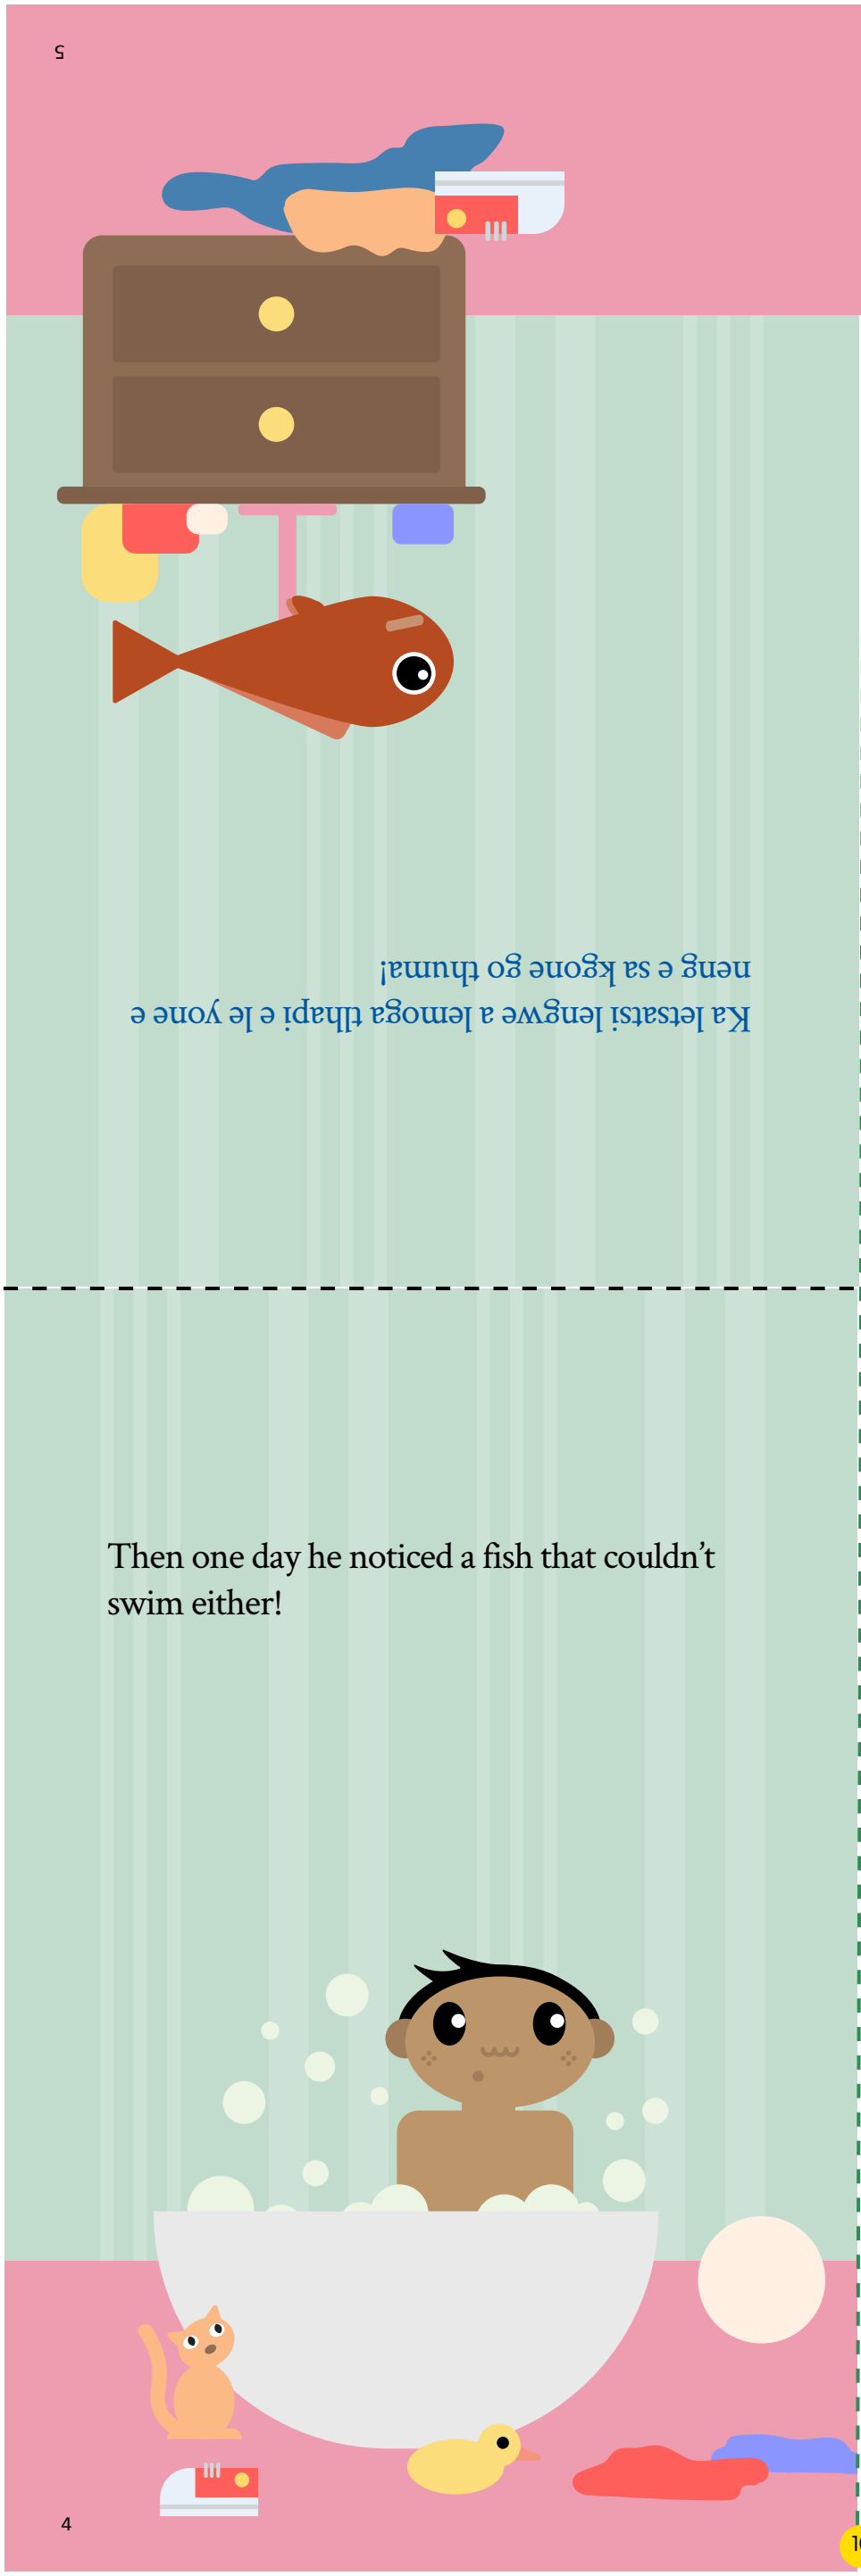 5
Ka letsatsi lengwe a lemoga tlhapi e le yone e
neng e sa kgone go thuma!
Then one day he noticed a fish that couldn't
swim either!
4